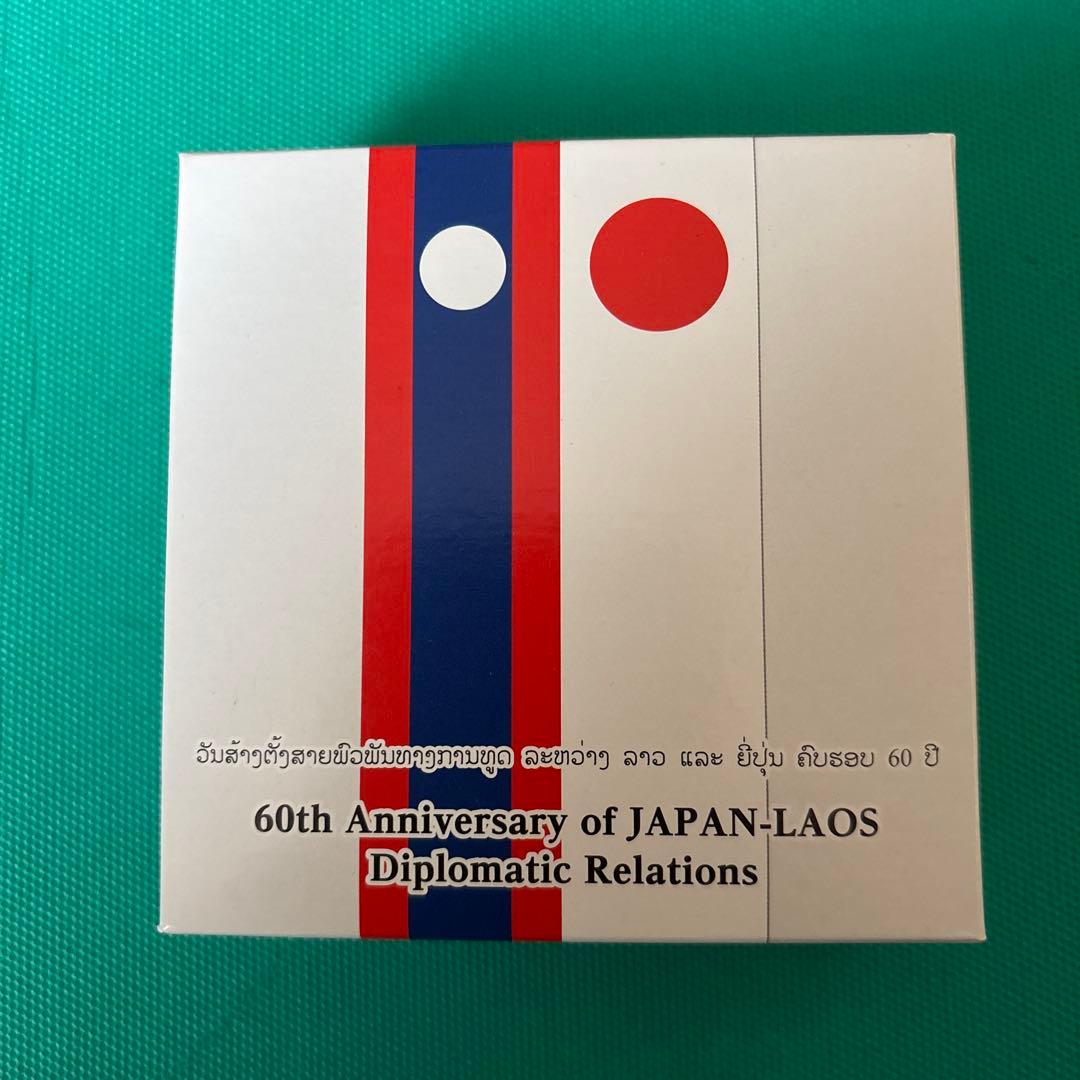 ວັນສ້າງຕັ້ງສາຍພົວພັນທາງການທູດ ລະຫວ່າງ ລາວ ແລະ ຍີ່ປຸ່ນ ຄົບຮອບ 60 ປີ
60th Anniversary of JAPAN-LAOS
Diplomatic Relations